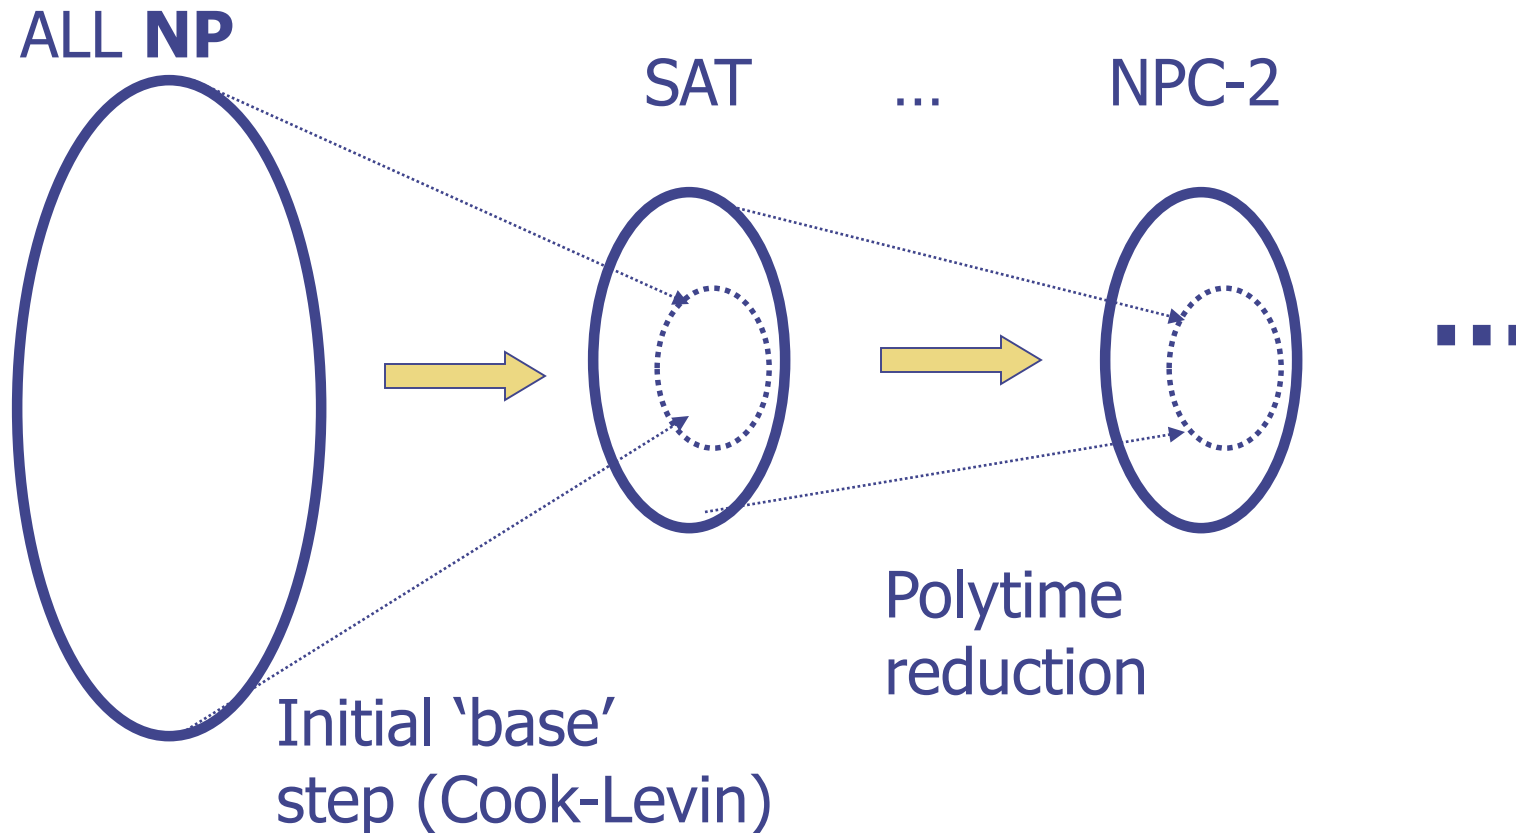 ALL NP
SAT
...
NPC-2
...
Polytime
reduction
Initial ‘base’
step (Cook-Levin)